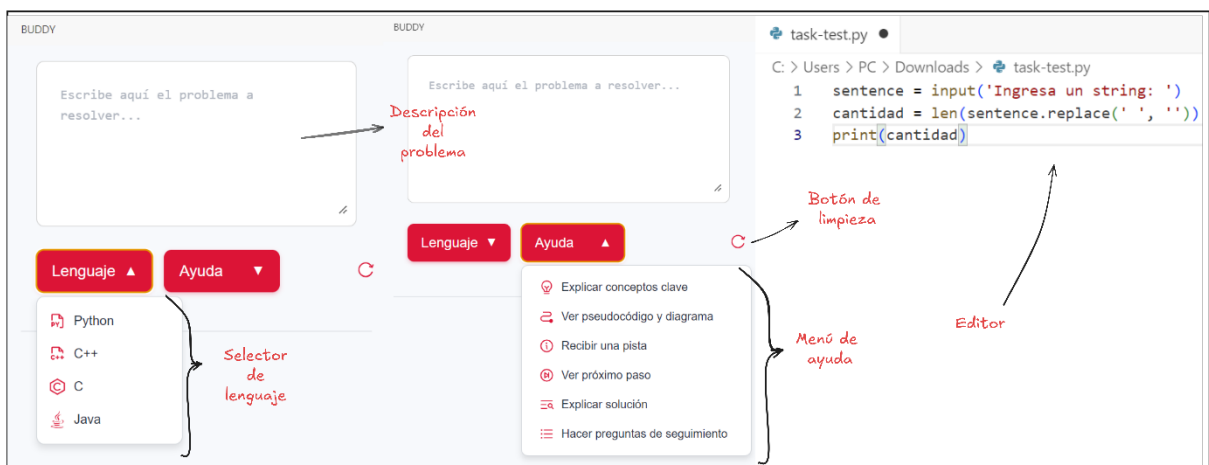 BUDDY
Escribe aquí el problema a
resolver...
Lenguaje ▲
Ayuda ▼
Python
C++
C
Java
Selector
de
lenguaje
Descripción
del
problema
BUDDY
Escribe aquí el problema a resolver...
Lenguaje ▼
Ayuda ▲
Explicar conceptos clave
Ver pseudocódigo y diagrama
Recibir una pista
Ver próximo paso
Explicar solución
Hacer preguntas de seguimiento
Botón de
limpieza
Menú de
ayuda
task-test.py ●
C: > Users > PC > Downloads > task-test.py
1 sentence = input('Ingresa un string: ')
2 cantidad = len(sentence.replace(' ', ''))
3 print(cantidad)
Editor